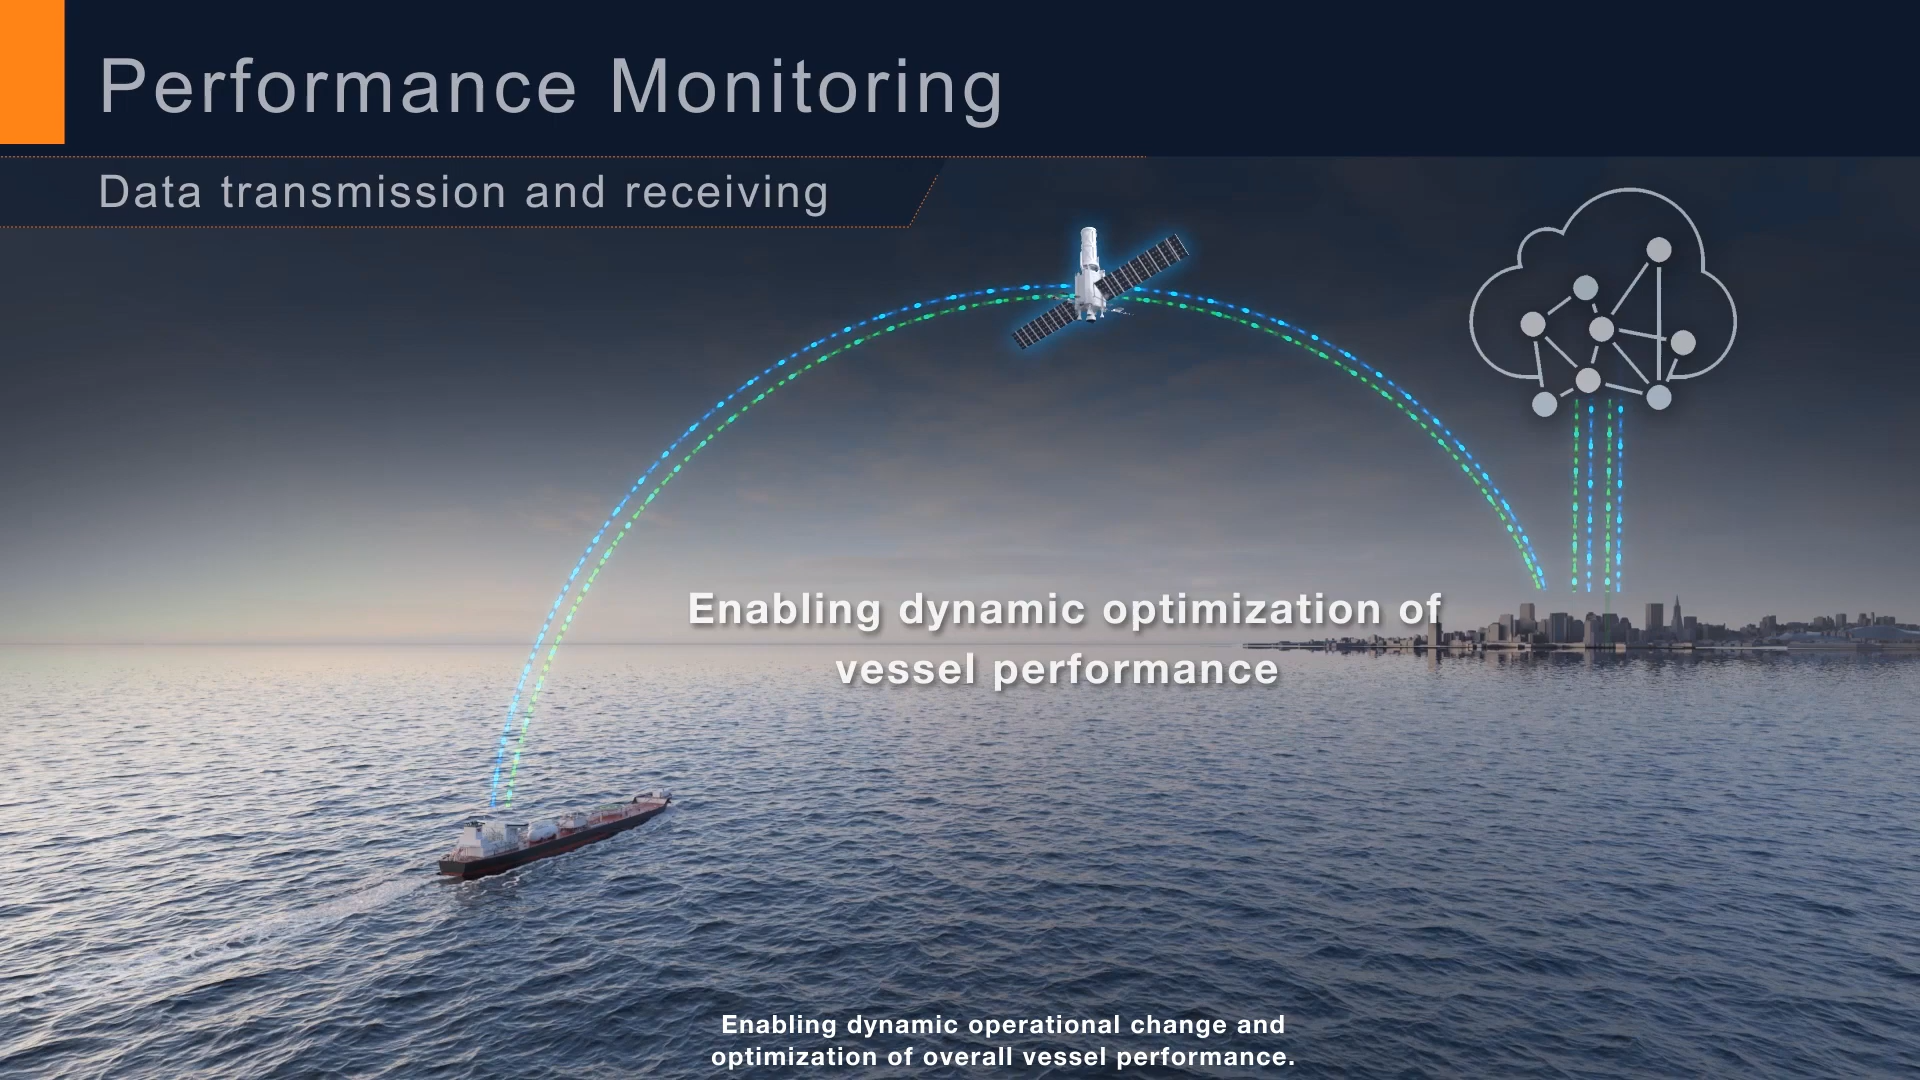 Performance Monitoring
Data transmission and receiving
Enabling dynamic optimization of
vessel performance
Enabling dynamic operational change and
optimization of overall vessel performance.